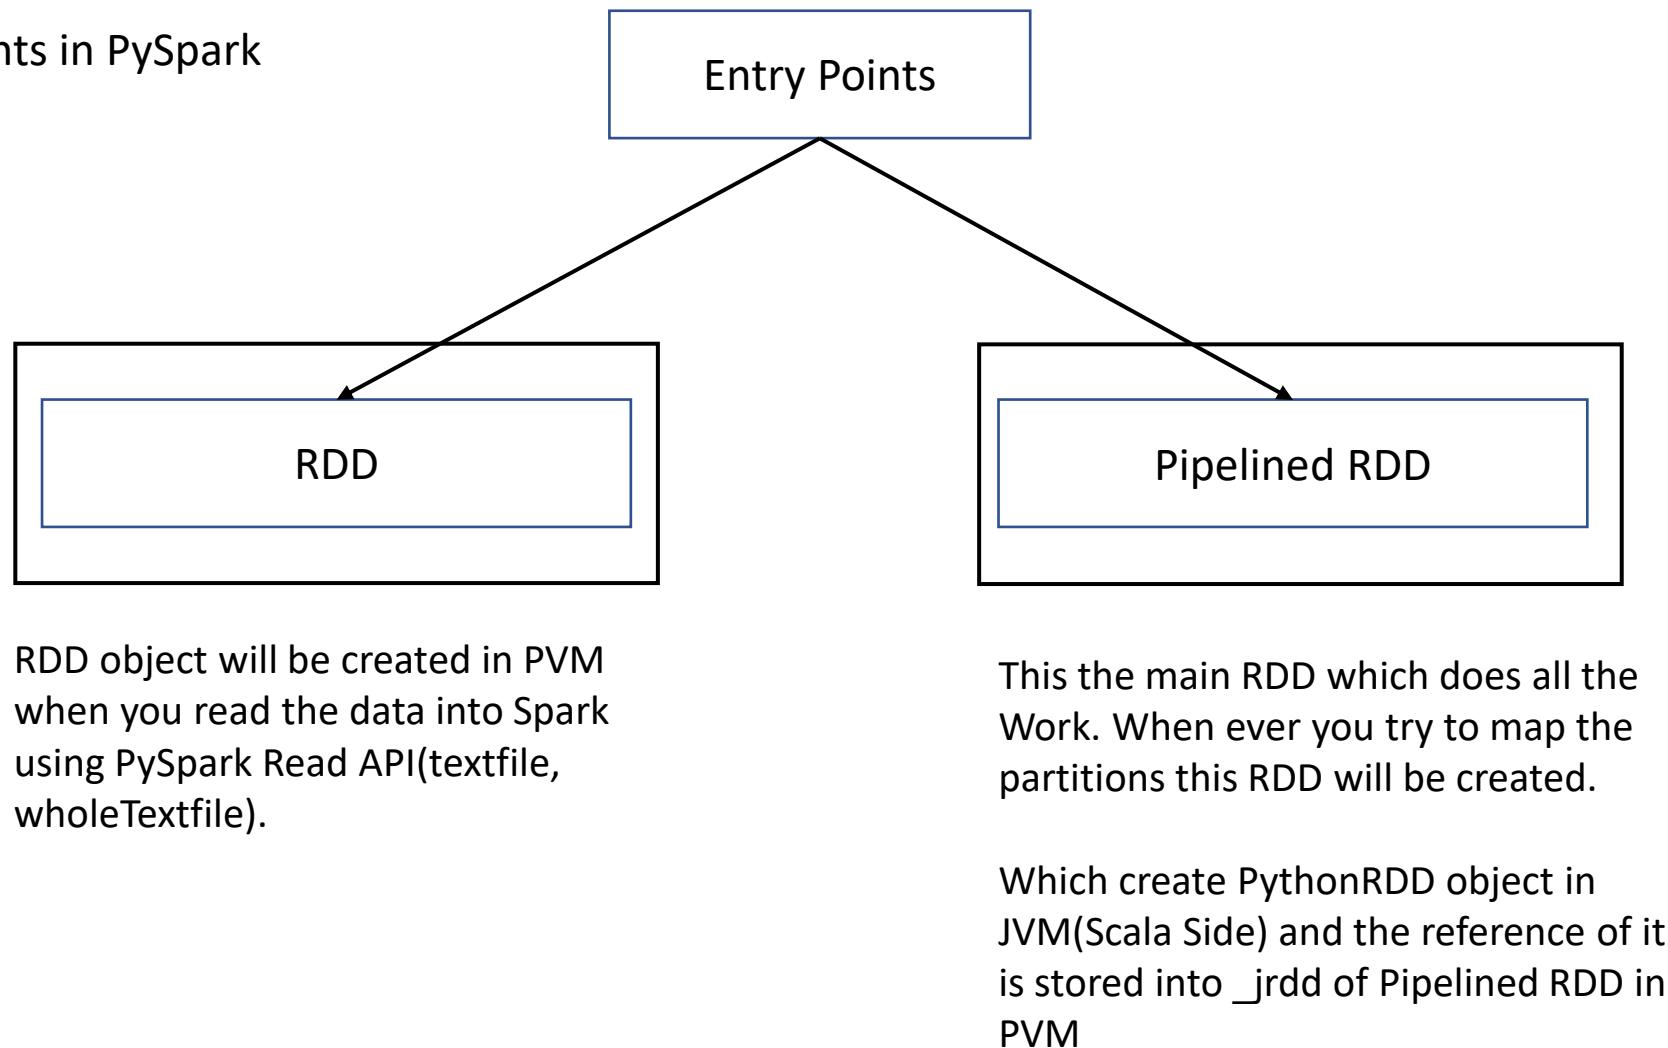 nts in PySpark
Entry Points
RDD
Pipelined RDD
RDD object will be created in PVM
when you read the data into Spark
using PySpark Read API(textfile,
wholeTextfile).
This the main RDD which does all the
Work. When ever you try to map the
partitions this RDD will be created.
Which create PythonRDD object in
JVM(Scala Side) and the reference of it
is stored into _jrdd of Pipelined RDD in
PVM